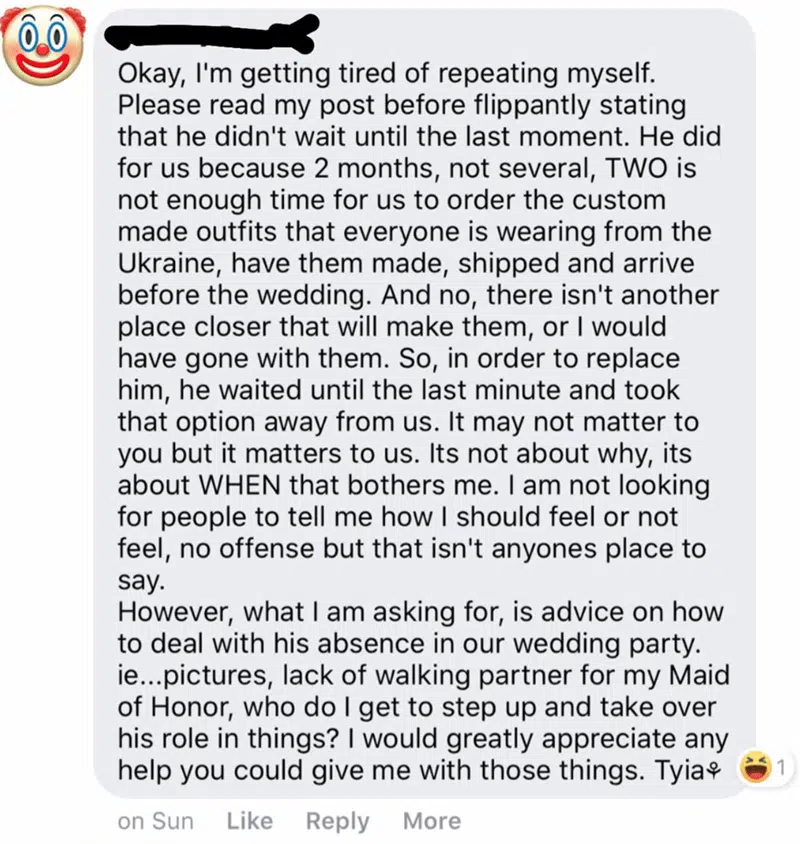 Okay, I'm getting tired of repeating myself.
Please read my post before flippantly stating
that he didn't wait until the last moment. He did
for us because 2 months, not several, TWO is
not enough time for us to order the custom
made outfits that everyone is wearing from the
Ukraine, have them made, shipped and arrive
before the wedding. And no, there isn't another
place closer that will make them, or I would
have gone with them. So, in order to replace
him, he waited until the last minute and took
that option away from us. It may not matter to
you but it matters to us. Its not about why, its
about WHEN that bothers me. I am not looking
for people to tell me how I should feel or not
feel, no offense but that isn't anyones place to
say.
However, what I am asking for, is advice on how
to deal with his absence in our wedding party.
ie...pictures, lack of walking partner for my Maid
of Honor, who do I get to step up and take over
his role in things? I would greatly appreciate any
help you could give me with those things. Tyia⚘ 1
on Sun Like Reply More